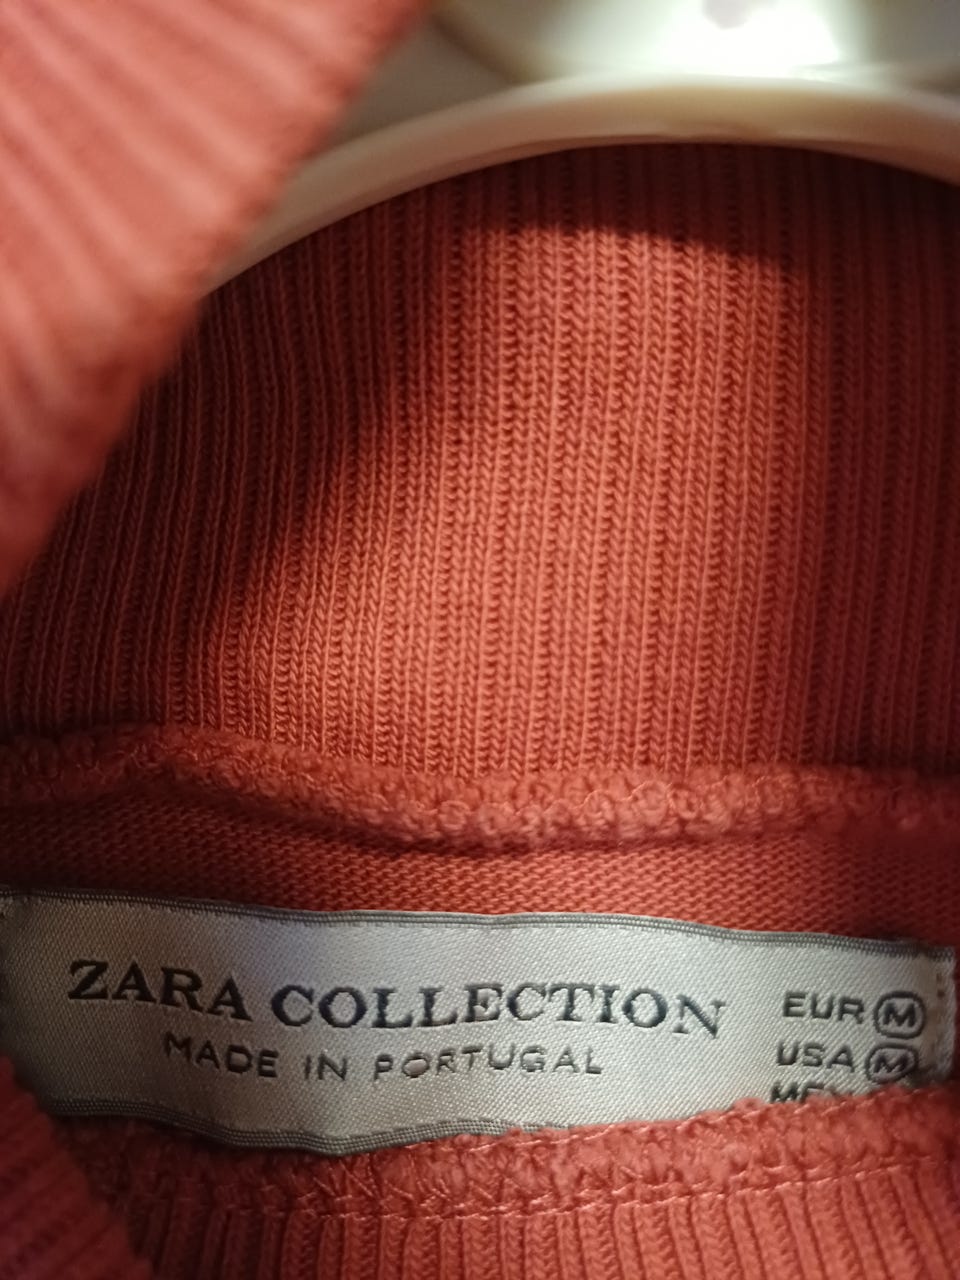 ZARA COLLECTION
MADE IN PORTUGAL
EUR M
USA M